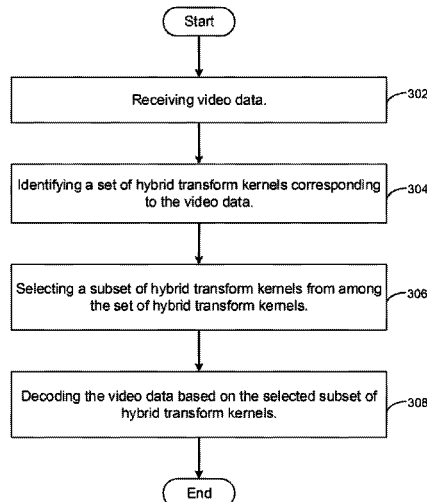 Start
Receiving video data.
302
Identifying a set of hybrid transform kernels corresponding
to the video data.
304
Selecting a subset of hybrid transform kernels from among
the set of hybrid transform kernels.
306
Decoding the video data based on the selected subset of
hybrid transform kernels.
308
End